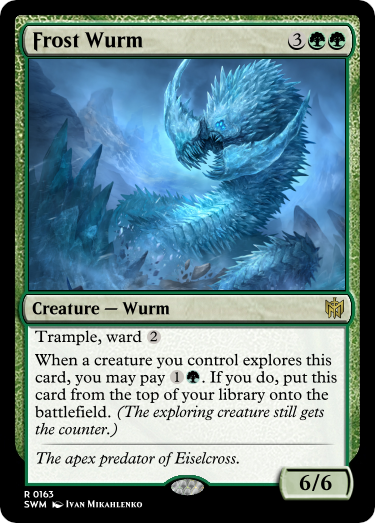 Frost Wurm 3
Creature — Wurm
Trample, ward 2
When a creature you control explores this
card, you may pay 1. If you do, put this
card from the top of your library onto the
battlefield. (The exploring creature still gets
the counter.)
The apex predator of Eiselcross.
6/6
R 0163
SWM Ivan Mikahlenko